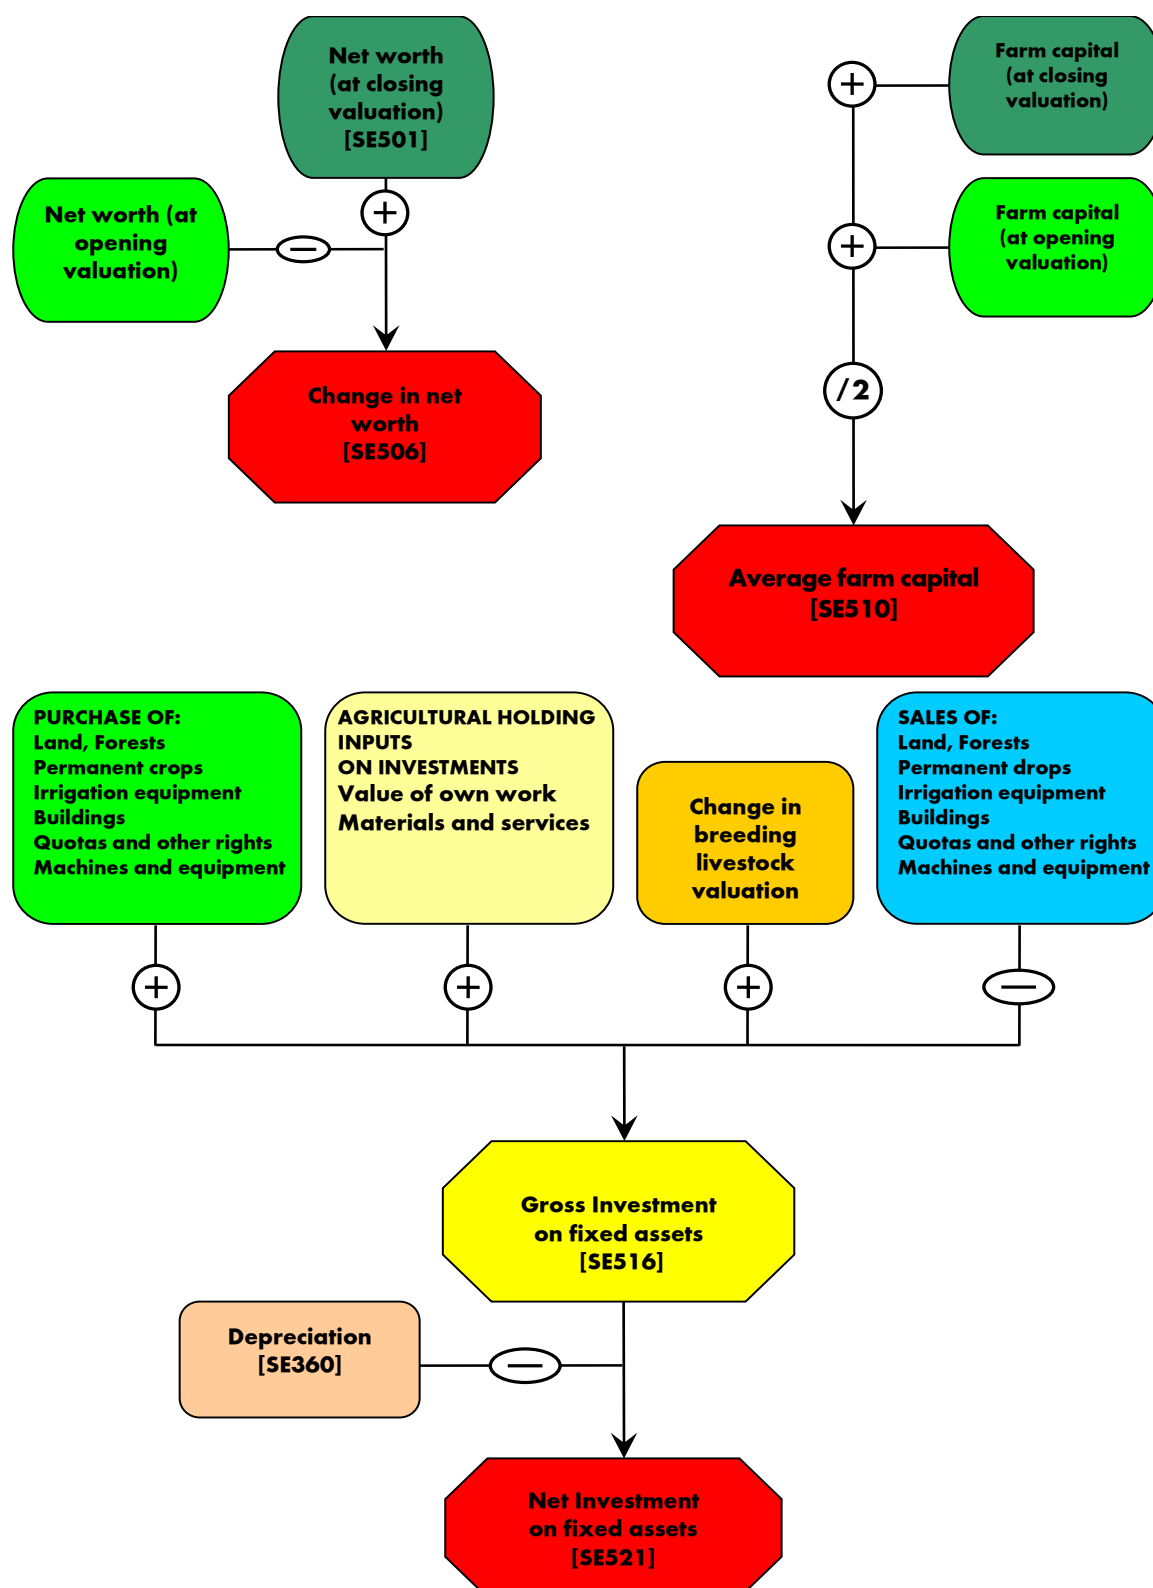 Net worth
(at closing
valuation)
[SE501]
+
Net worth (at
opening
valuation)
−
Change in net
worth
[SE506]
Farm capital
(at closing
valuation)
+
Farm capital
(at opening
valuation)
+
/2
Average farm capital
[SE510]
PURCHASE OF:
Land, Forests
Permanent crops
Irrigation equipment
Buildings
Quotas and other rights
Machines and equipment
AGRICULTURAL HOLDING
INPUTS
ON INVESTMENTS
Value of own work
Materials and services
Change in
breeding
livestock
valuation
SALES OF:
Land, Forests
Permanent drops
Irrigation equipment
Buildings
Quotas and other rights
Machines and equipment
+
+
+
−
Gross Investment
on fixed assets
[SE516]
Depreciation
[SE360]
−
Net Investment
on fixed assets
[SE521]